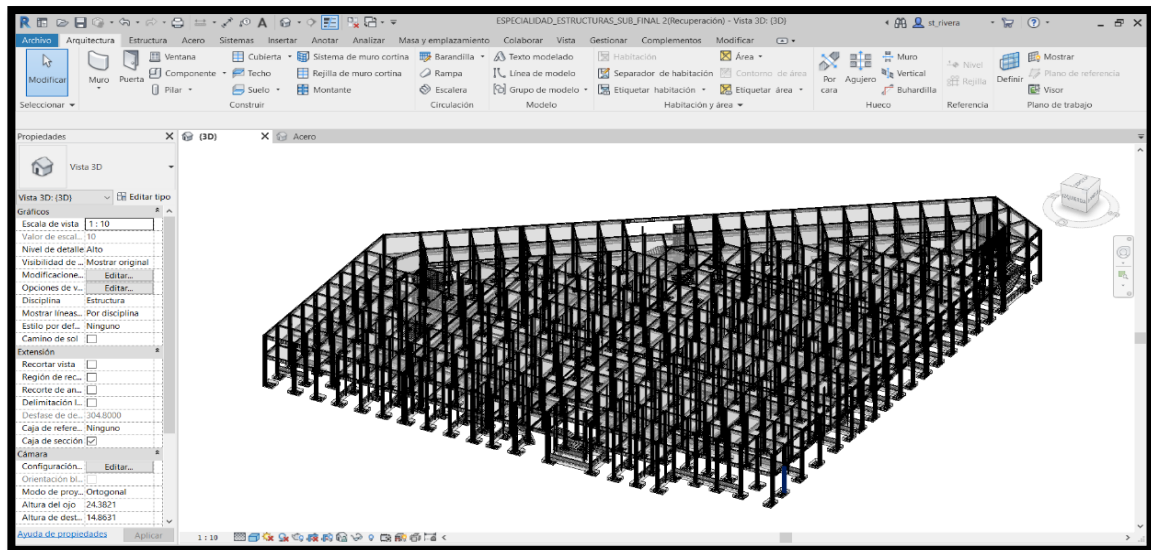 ESPECIALIDAD_ESTRUCTURAS_SUB_FINAL 2(Recuperación) - Vista 3D: {3D}
st_rivera
Archivo Arquitectura Estructura Acero Sistemas Insertar Anotar Analizar Masa y emplazamiento Colaborar Vista Gestionar Complementos Modificar
Modificar Muro Puerta
Ventana Cubierta Sistema de muro cortina Barandilla Texto modelado Habitación Área Muro Nivel Mostrar
Componente Techo Rejilla de muro cortina Rampa Línea de modelo Separador de habitación Contorno de área Por cara Agujero Vertical Rejilla Definir Plano de referencia
Pilar Suelo Montante Escalera Grupo de modelo Etiquetar habitación Etiquetar área Buhardilla Visor
Seleccionar Construir Circulación Modelo Habitación y área Hueco Referencia Plano de trabajo
Propiedades
{3D} Acero
Vista 3D
Vista 3D: {3D} Editar tipo
Gráficos
Escala de vista 1 : 10
Valor de escal... 10
Nivel de detalle Alto
Visibilidad de ... Mostrar original
Modificacione... Editar...
Opciones de v... Editar...
Disciplina Estructura
Mostrar líneas... Por disciplina
Estilo por def... Ninguno
Camino de sol
Extensión
Recortar vista
Región de rec...
Recorte de an...
Delimitación l...
Desfase de de... 304.8000
Caja de refere... Ninguno
Caja de sección
Cámara
Configuración... Editar...
Orientación bl...
Modo de proy... Ortogonal
Altura del ojo 24.3821
Altura de dest... 14.8631
Ayuda de propiedades Aplicar
1 : 10